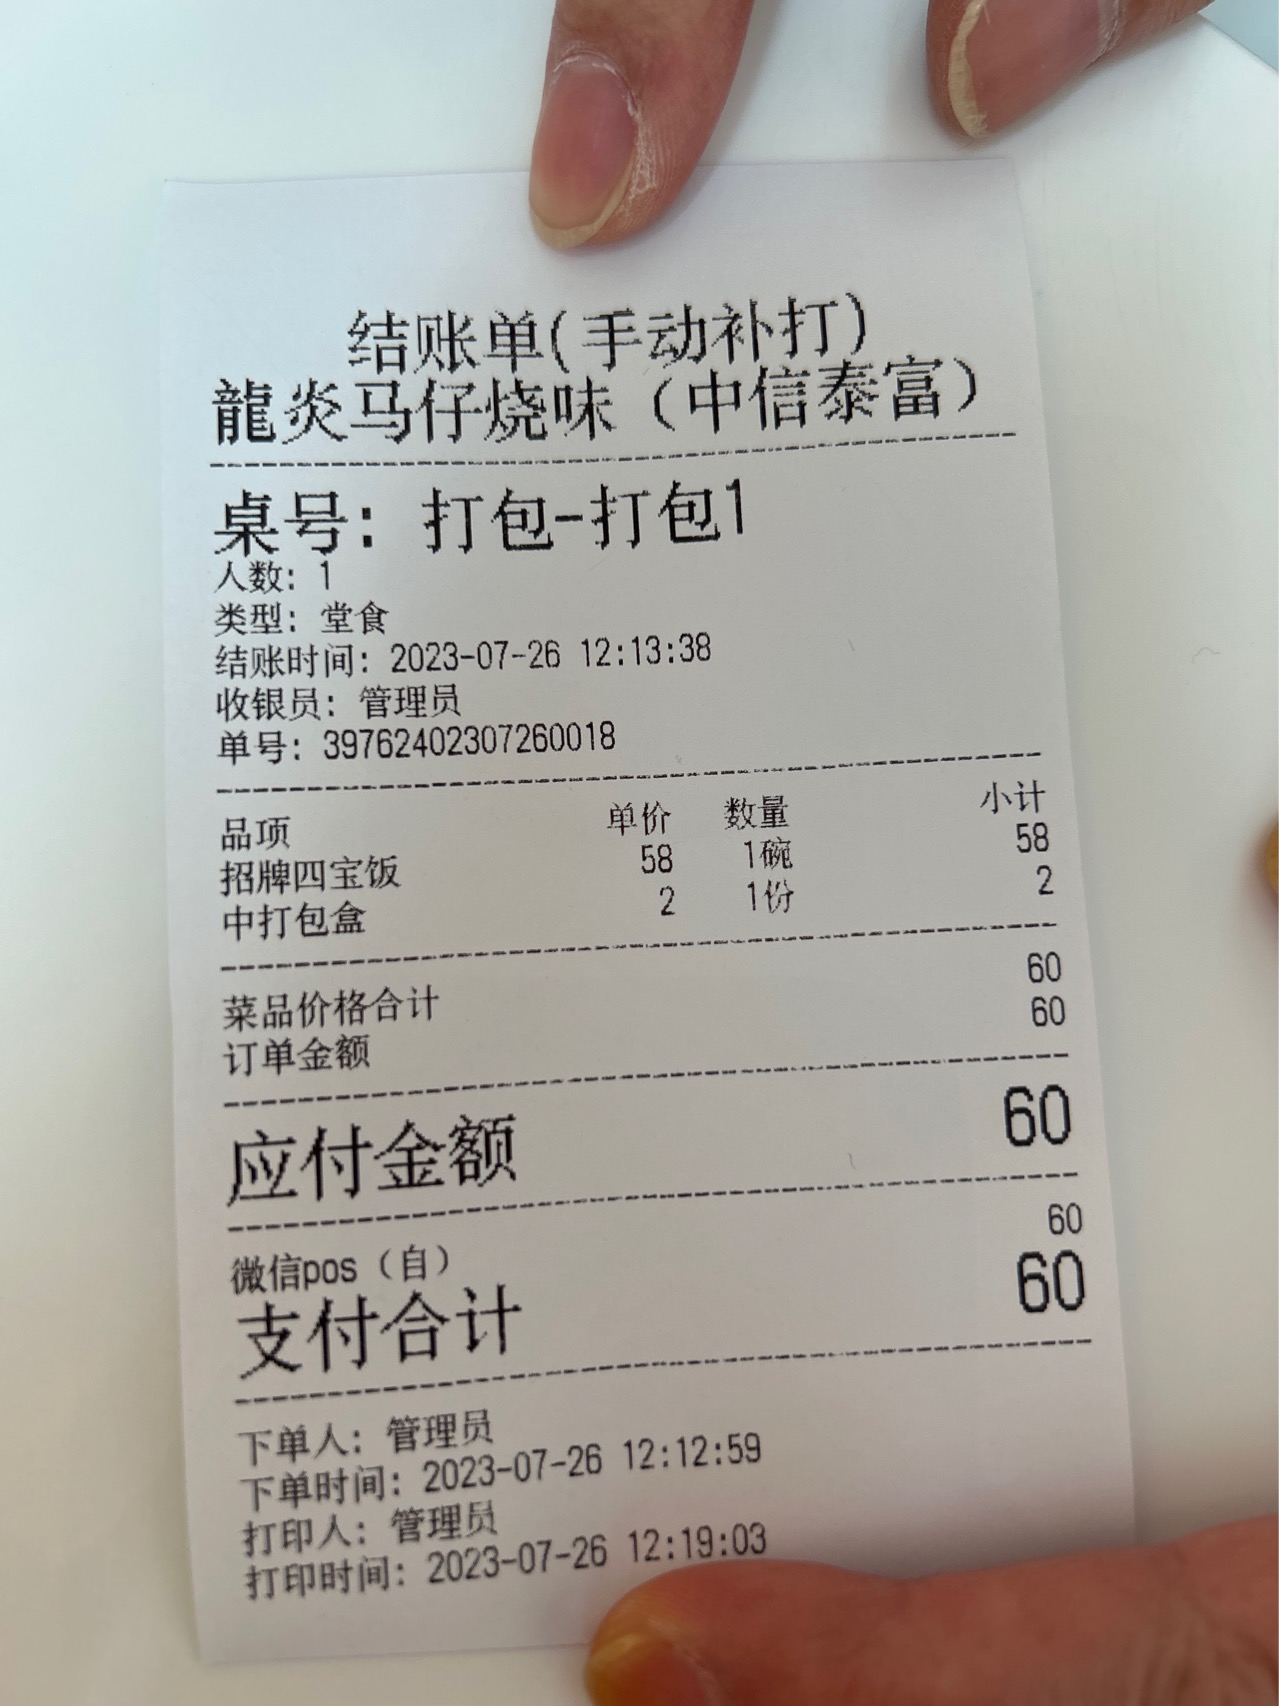 结账单(手动补打)
龍炎马仔烧味（中信泰富）
桌号: 打包-打包1
人数: 1
类型: 堂食
结账时间: 2023-07-26 12:13:38
收银员: 管理员
单号: 39762402307260018
品项 单价 数量 小计
招牌四宝饭 58 1碗 58
中打包盒 2 1份 2
菜品价格合计 60
订单金额 60
应付金额 60
微信pos（自） 60
支付合计 60
下单人: 管理员
下单时间: 2023-07-26 12:12:59
打印人: 管理员
打印时间: 2023-07-26 12:19:03